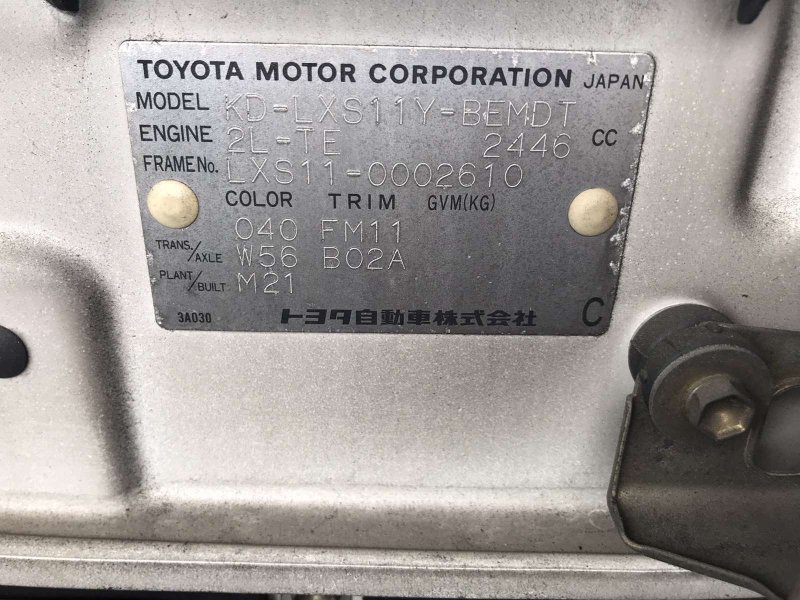 TOYOTA MOTOR CORPORATION JAPAN
MODEL KD-LXS11Y-BEMDT
ENGINE 2L-TE 2446 CC
FRAME No. LXS11-0002610
COLOR TRIM GVM(KG)
040 FM11
TRANS./AXLE W56 B02A
PLANT/BUILT M21
3A030 トヨタ自動車株式会社 C